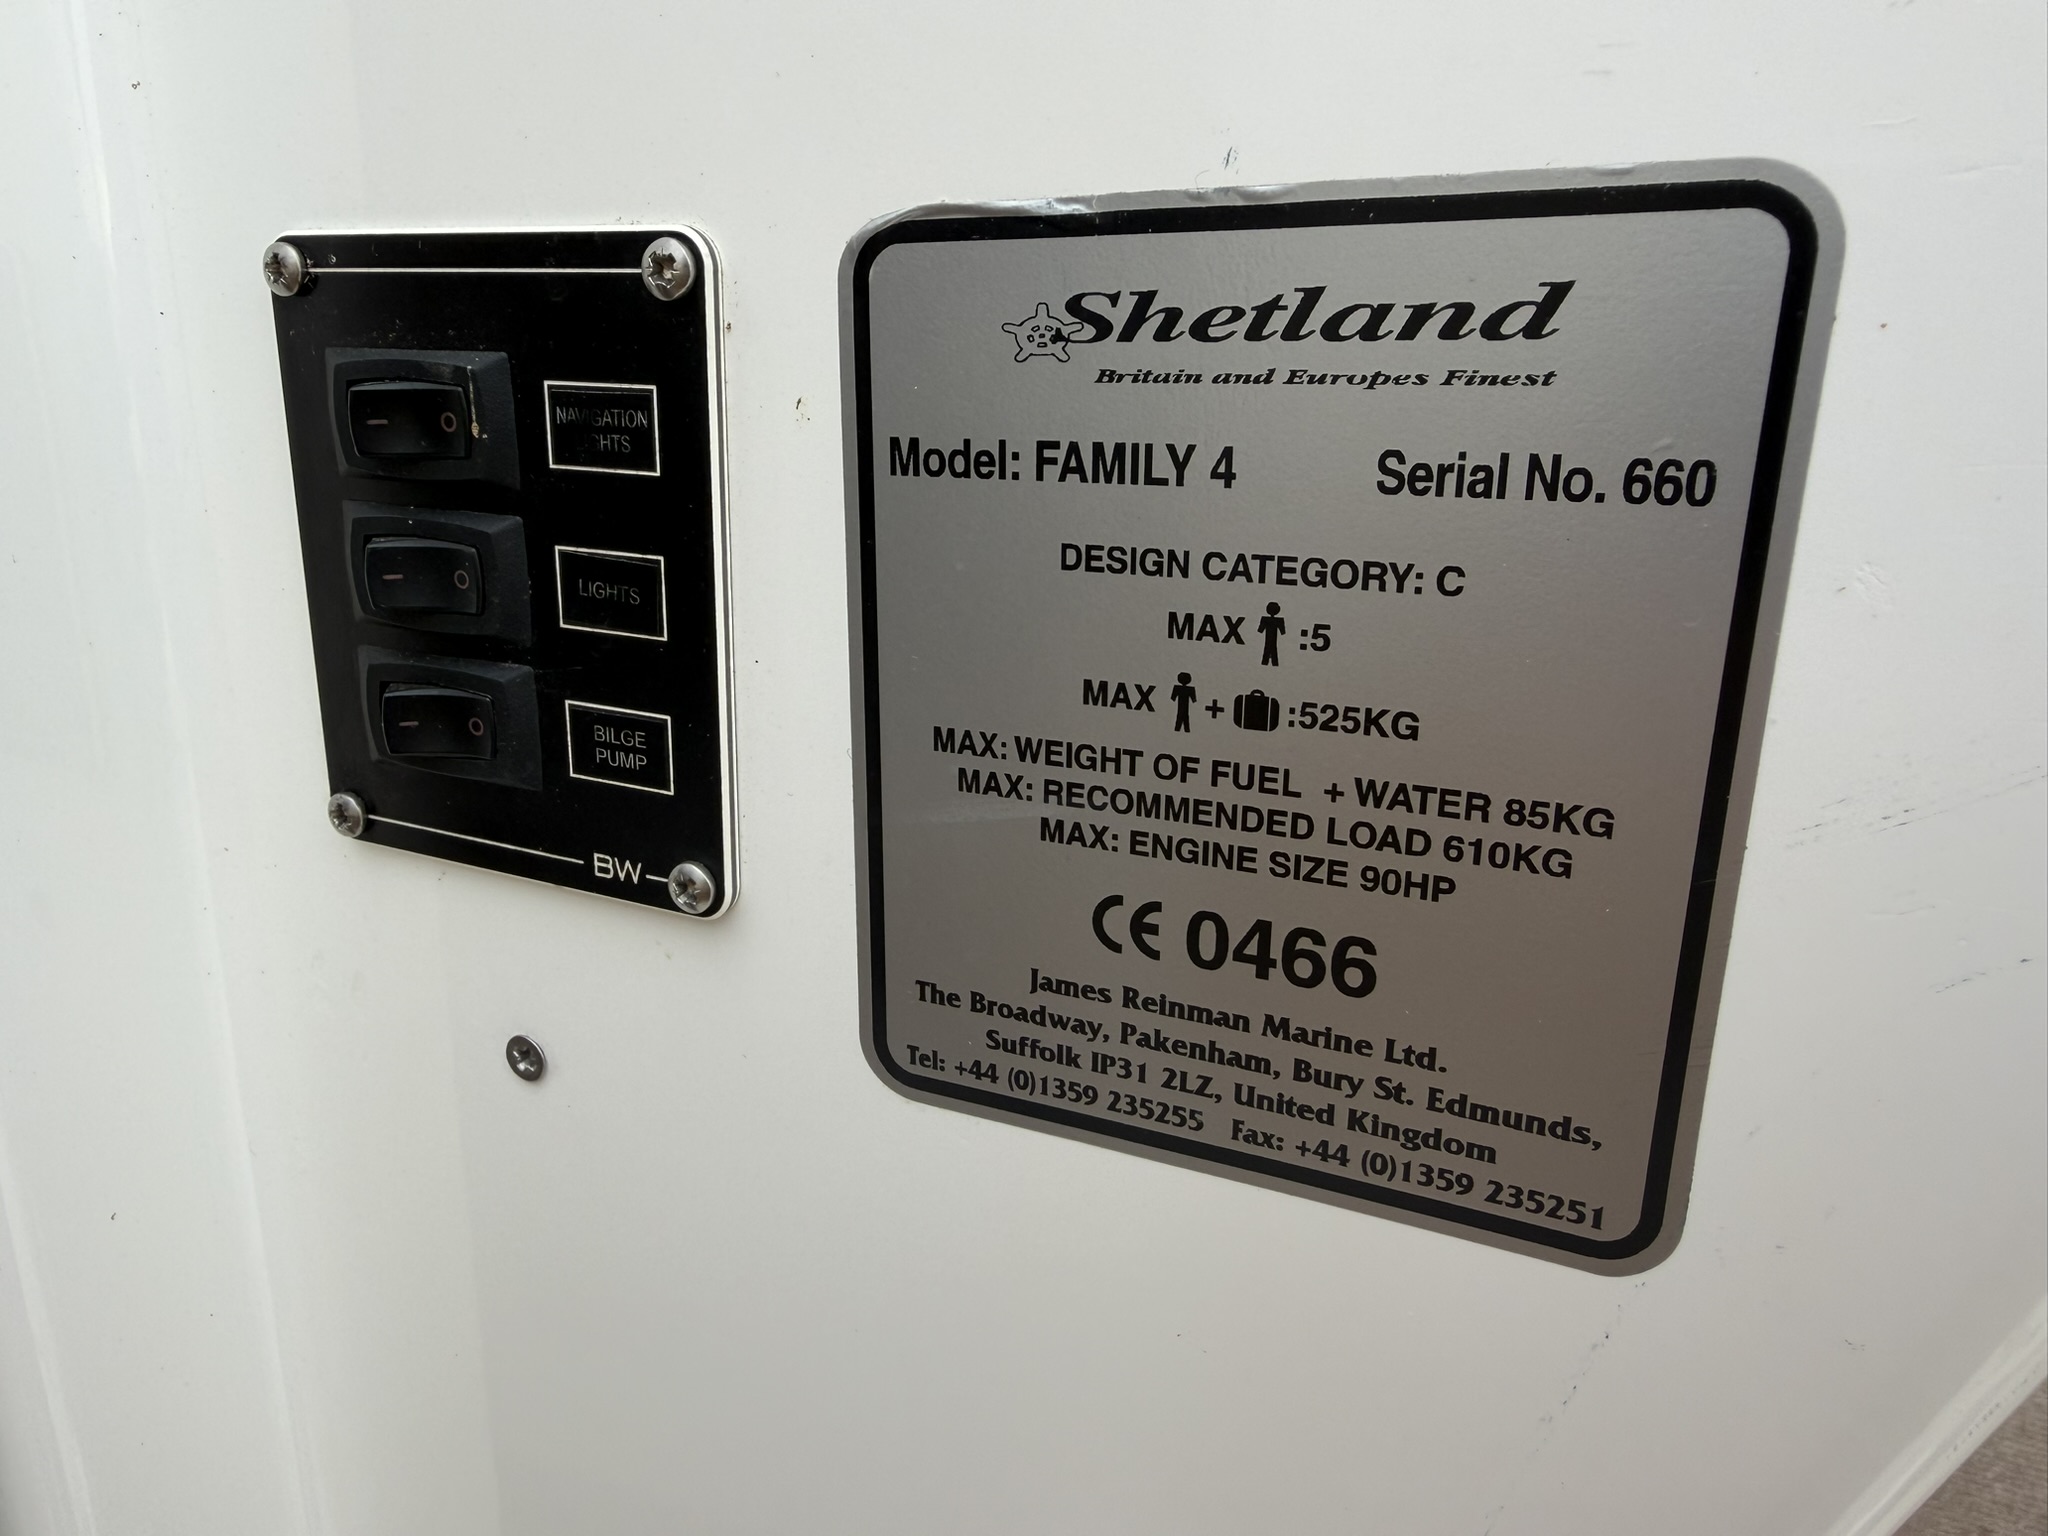 NAVIGATION
LIGHTS
LIGHTS
BILGE
PUMP
BW
Shetland
Britain and Europes Finest
Model: FAMILY 4 Serial No. 660
DESIGN CATEGORY: C
MAX :5
MAX + :525KG
MAX: WEIGHT OF FUEL + WATER 85KG
MAX: RECOMMENDED LOAD 610KG
MAX: ENGINE SIZE 90HP
CE 0466
James Reinman Marine Ltd.
The Broadway, Pakenham, Bury St. Edmunds,
Suffolk IP31 2LZ, United Kingdom
Tel: +44 (0)1359 235255 Fax: +44 (0)1359 235251